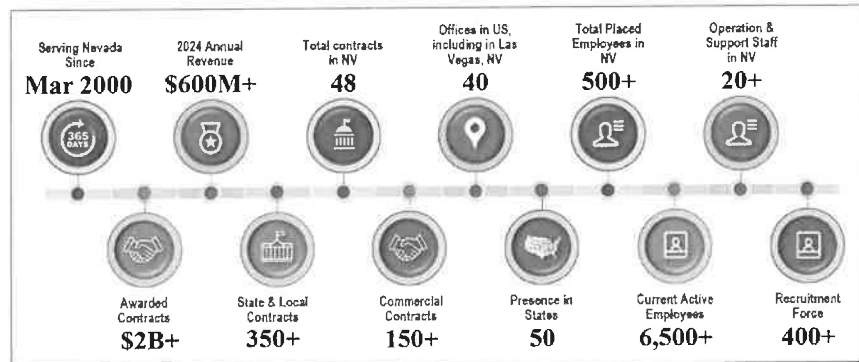 Serving Nevada
Since
Mar 2000
2024 Annual
Revenue
$600M+
Total contracts
in NV
48
Offices in US,
including in Las
Vegas, NV
40
Total Placed
Employees in
NV
500+
Operation &
Support Staff
in NV
20+
365
DAYS
Awarded
Contracts
$2B+
State & Local
Contracts
350+
Commercial
Contracts
150+
Presence in
States
50
Current Active
Employees
6,500+
Recruitment
Force
400+